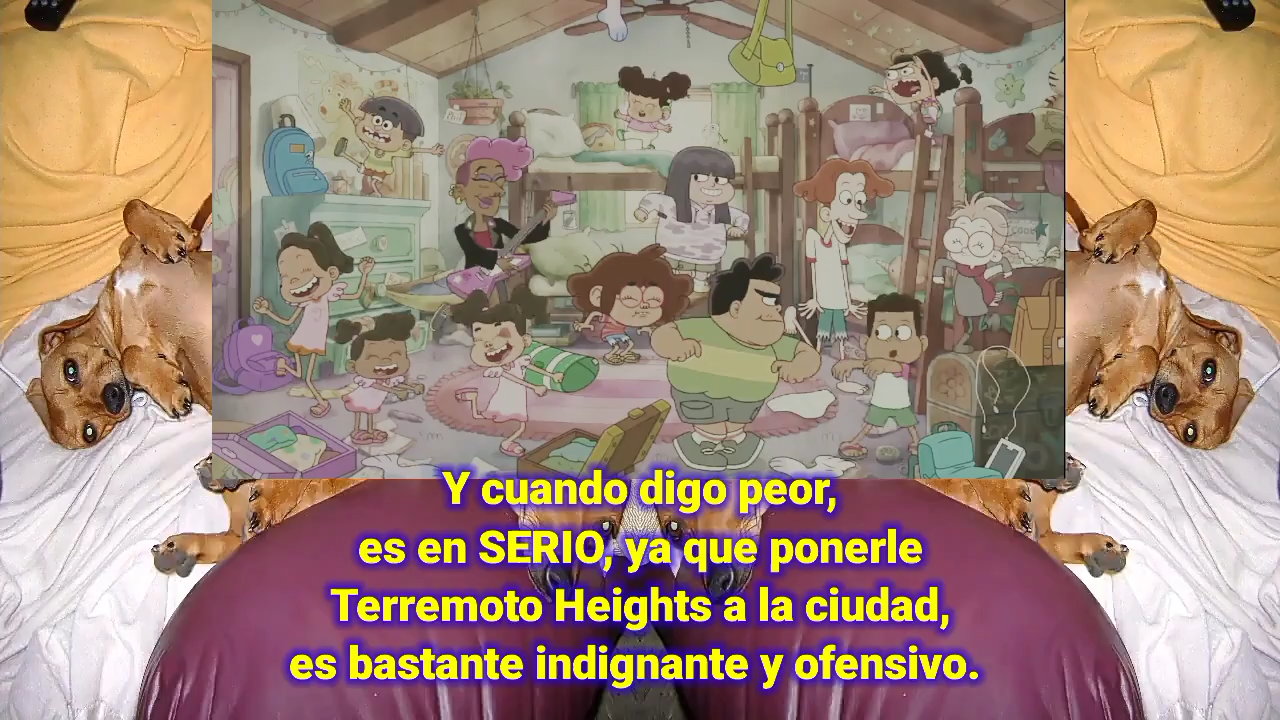 Y cuando digo peor,
es en SERIO, ya que ponerle
Terremoto Heights a la ciudad,
es bastante indignante y ofensivo.